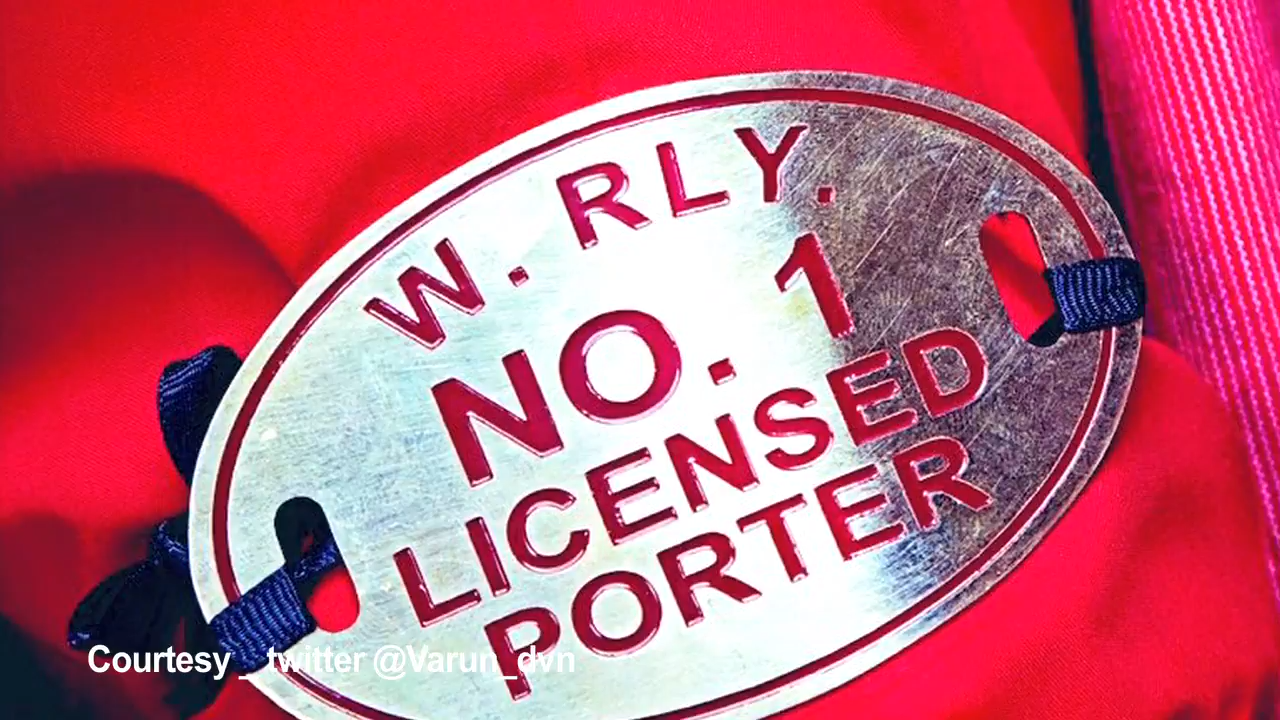 W. RLY.
NO. 1
LICENSED
PORTER
Courtesy _ twitter @Varun_dvn